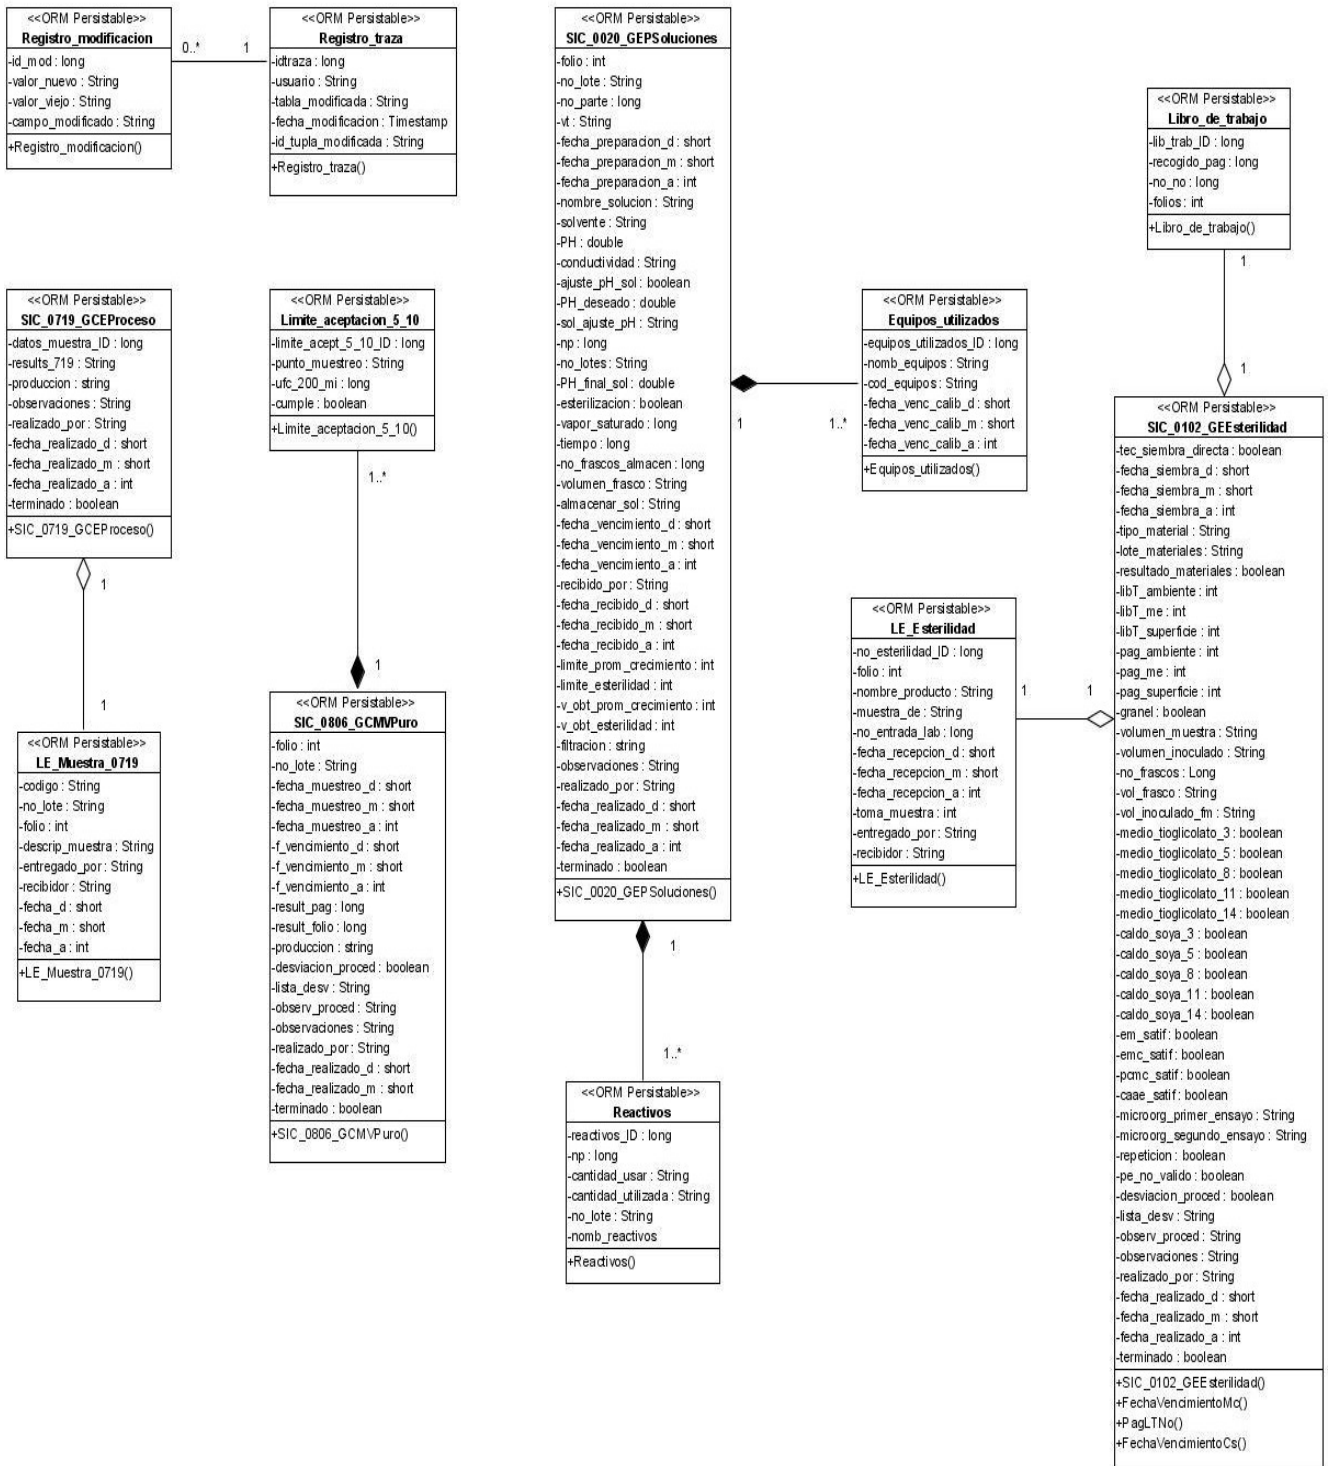 <<ORM Persistable>>
Registro_modificacion
-id_mod : long
-valor_nuevo : String
-valor_viejo : String
-campo_modificado : String
+Registro_modificacion()
0..*
1
<<ORM Persistable>>
Registro_traza
-idtraza : long
-usuario : String
-tabla_modificada : String
-fecha_modificacion : Timestamp
-id_tupla_modificada : String
+Registro_traza()
<<ORM Persistable>>
SIC_0020_GEPSoluciones
-folio : int
-no_lote : String
-no_parte : long
-vt : String
-fecha_preparacion_d : short
-fecha_preparacion_m : short
-fecha_preparacion_a : int
-nombre_solucion : String
-solvente : String
-PH : double
-conductividad : String
-ajuste_pH_sol : boolean
-PH_deseado : double
-sol_ajuste_pH : String
-np : long
-no_lotes : String
-PH_final_sol : double
-esterilizacion : boolean
-vapor_saturado : long
-tiempo : long
-no_frascos_almacen : long
-volumen_frasco : String
-almacenar_sol : String
-fecha_vencimiento_d : short
-fecha_vencimiento_m : short
-fecha_vencimiento_a : int
-recibido_por : String
-fecha_recibido_d : short
-fecha_recibido_m : short
-fecha_recibido_a : int
-limite_prom_crecimiento : int
-limite_esterilidad : int
-v_obt_prom_crecimiento : int
-v_obt_esterilidad : int
-filtracion : string
-observaciones : String
-realizado_por : String
-fecha_realizado_d : short
-fecha_realizado_m : short
-fecha_realizado_a : int
-terminado : boolean
+SIC_0020_GEPSoluciones()
1
1..*
1
1..*
<<ORM Persistable>>
Equipos_utilizados
-equipos_utilizados_ID : long
-nomb_equipos : String
-cod_equipos : String
-fecha_venc_calib_d : short
-fecha_venc_calib_m : short
-fecha_venc_calib_a : int
+Equipos_utilizados()
<<ORM Persistable>>
Libro_de_trabajo
-lib_trab_ID : long
-recogido_pag : long
-no_no : long
-folios : int
+Libro_de_trabajo()
1
1
<<ORM Persistable>>
SIC_0719_GCEProceso
-datos_muestra_ID : long
-results_719 : String
-produccion : string
-observaciones : String
-realizado_por : String
-fecha_realizado_d : short
-fecha_realizado_m : short
-fecha_realizado_a : int
-terminado : boolean
+SIC_0719_GCEProceso()
1
1
<<ORM Persistable>>
LE_Muestra_0719
-codigo : String
-no_lote : String
-folio : int
-descrip_muestra : String
-entregado_por : String
-recibidor : String
-fecha_d : short
-fecha_m : short
-fecha_a : int
+LE_Muestra_0719()
<<ORM Persistable>>
Limite_aceptacion_5_10
-limite_acept_5_10_ID : long
-punto_muestreo : String
-ufc_200_ml : long
-cumple : boolean
+Limite_aceptacion_5_10()
1..*
1
<<ORM Persistable>>
SIC_0806_GCMVPuro
-folio : int
-no_lote : String
-fecha_muestreo_d : short
-fecha_muestreo_m : short
-fecha_muestreo_a : int
-f_vencimiento_d : short
-f_vencimiento_m : short
-f_vencimiento_a : int
-result_pag : long
-result_folio : long
-produccion : string
-desviacion_proced : boolean
-lista_desv : String
-observ_proced : String
-observaciones : String
-realizado_por : String
-fecha_realizado_d : short
-fecha_realizado_m : short
-terminado : boolean
+SIC_0806_GCMVPuro()
<<ORM Persistable>>
Reactivos
-reactivos_ID : long
-np : long
-cantidad_usar : String
-cantidad_utilizada : String
-no_lote : String
-nomb_reactivos
+Reactivos()
<<ORM Persistable>>
LE_Esterilidad
-no_esterilidad_ID : long
-folio : int
-nombre_producto : String
-muestra_de : String
-no_entrada_lab : long
-fecha_recepcion_d : short
-fecha_recepcion_m : short
-fecha_recepcion_a : int
-toma_muestra : int
-entregado_por : String
-recibidor : String
+LE_Esterilidad()
1
1
<<ORM Persistable>>
SIC_0102_GEEsterilidad
-tec_siembra_directa : boolean
-fecha_siembra_d : short
-fecha_siembra_m : short
-fecha_siembra_a : int
-tipo_material : String
-lote_materiales : String
-resultado_materiales : boolean
-libT_ambiente : int
-libT_me : int
-libT_superficie : int
-pag_ambiente : int
-pag_me : int
-pag_superficie : int
-granel : boolean
-volumen_muestra : String
-volumen_inoculado : String
-no_frascos : Long
-vol_frasco : String
-vol_inoculado_fm : String
-medio_tioglicolato_3 : boolean
-medio_tioglicolato_5 : boolean
-medio_tioglicolato_8 : boolean
-medio_tioglicolato_11 : boolean
-medio_tioglicolato_14 : boolean
-caldo_soya_3 : boolean
-caldo_soya_5 : boolean
-caldo_soya_8 : boolean
-caldo_soya_11 : boolean
-caldo_soya_14 : boolean
-em_satif : boolean
-emc_satif : boolean
-pcmc_satif : boolean
-caae_satif : boolean
-microorg_primer_ensayo : String
-microorg_segundo_ensayo : String
-repeticion : boolean
-pe_no_valido : boolean
-desviacion_proced : boolean
-lista_desv : String
-observ_proced : String
-observaciones : String
-realizado_por : String
-fecha_realizado_d : short
-fecha_realizado_m : short
-fecha_realizado_a : int
-terminado : boolean
+SIC_0102_GEEsterilidad()
+FechaVencimientoMc()
+PagLTNo()
+FechaVencimientoCs()